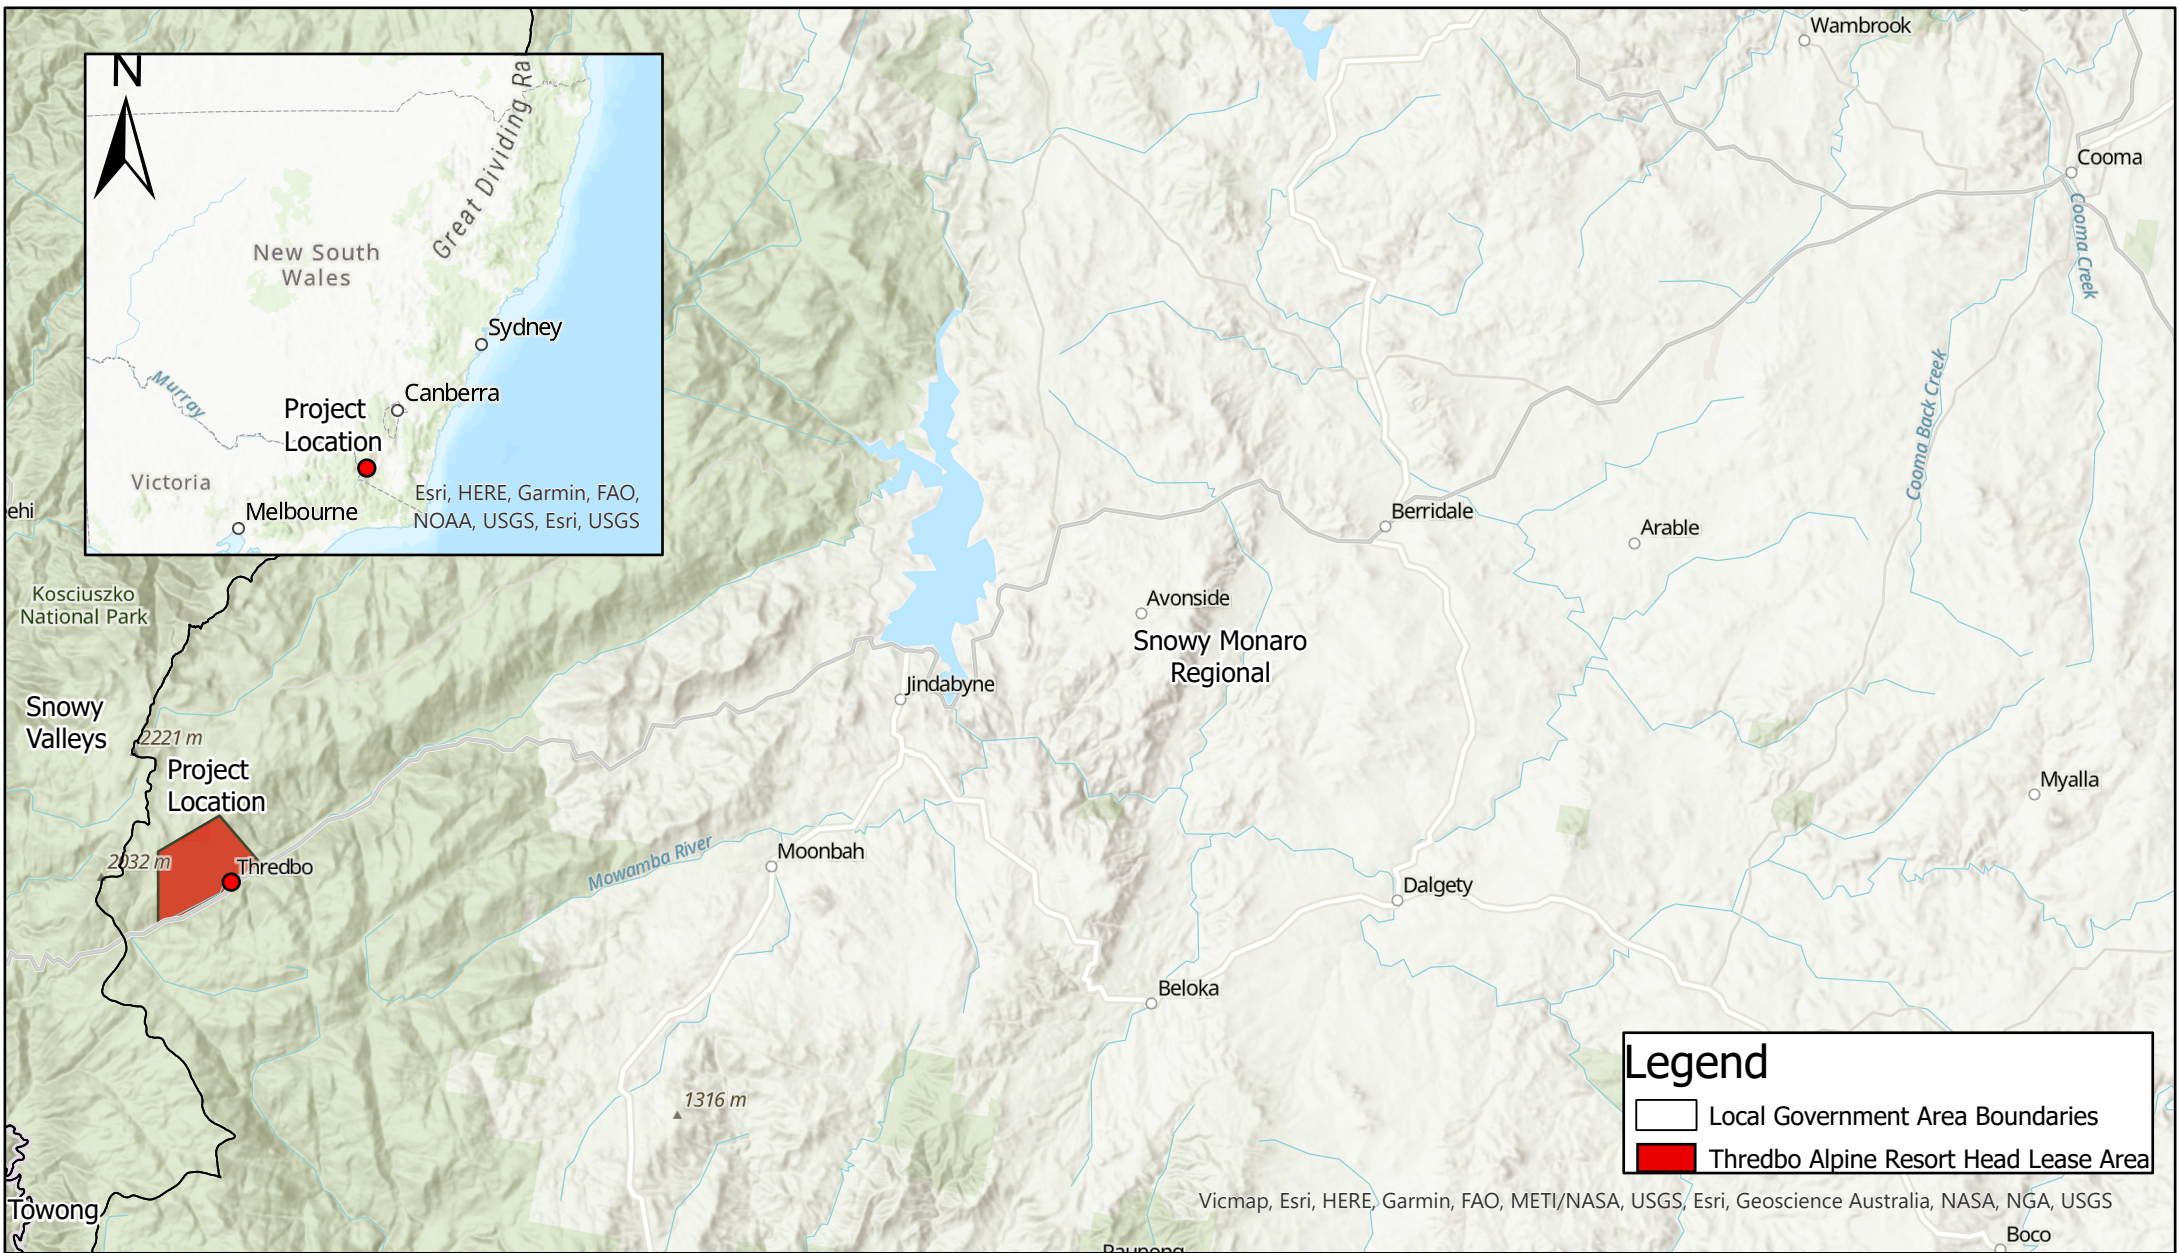 Wambrook
N
Great Dividing Ra
Cooma
Cooma Creek
New South
Wales
Sydney
Murray
Canberra
Project
Location
Cooma Back Creek
Victoria
Esri, HERE, Garmin, FAO,
NOAA, USGS, Esri, USGS
Melbourne
ehi
Berridale
Arable
Kosciuszko
National Park
Avonside
Snowy Monaro
Regional
Jindabyne
Snowy
Valleys
2221 m
Project
Location
Myalla
2032 m
Thredbo
Mowamba River
Moonbah
Dalgety
Beloka
1316 m
Legend
Local Government Area Boundaries
Thredbo Alpine Resort Head Lease Area
Towong
Vicmap, Esri, HERE, Garmin, FAO, METI/NASA, USGS, Esri, Geoscience Australia, NASA, NGA, USGS
Boco